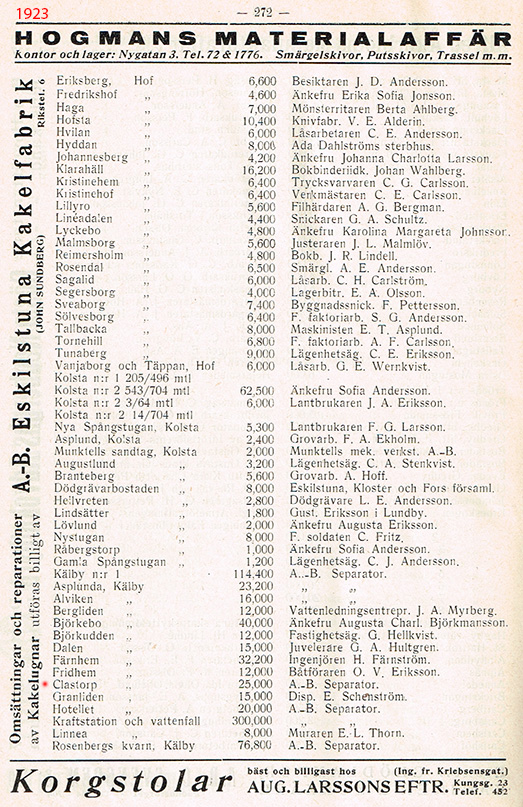 1923
— 272 —
HOGMANS MATERIALAFFÄR
Kontor och lager: Nygatan 3. Tel. 72 & 1776. Smärgelskivor, Putsskivor, Trassel m. m.
Omsättningar och reparationer
av Kakelugnar utföras billigt av
A.-B. Eskilstuna Kakelfabrik
(JOHN SUNDBERG)
Rikstel. 6
Eriksberg, Hof 6,600 Besiktaren J. D. Andersson.
Fredrikshof „ 4,600 Änkefru Erika Sofia Jonsson.
Haga „ 7,000 Mönsterritaren Berta Ahlberg.
Hofsta „ 10,400 Knivfabr. V. E. Alderin.
Hvilan „ 6,000 Låsarbetaren C. E. Andersson.
Hyddan „ 8,000 Ada Dahlströms sterbhus.
Johannesberg „ 4,200 Änkefru Johanna Charlotta Larsson.
Klarahäll „ 16,200 Bokbinderiidk. Johan Wahlberg.
Kristinehem „ 6,400 Trycksvarvaren C. G. Carlsson.
Kristinehof „ 6,400 Verkmästaren C. E. Carlsson.
Lillyro „ 5,600 Filhärdaren A. G. Bergman.
Linéadalen „ 4,400 Snickaren G. A. Schultz.
Lyckebo „ 4,800 Änkefru Karolina Margareta Johnssor.
Malmsborg „ 5,600 Justeraren J. L. Malmlöv.
Reimersholm „ 4,800 Bokb. J. R. Lindell.
Rosendal „ 6,500 Smärgl. A. E. Andersson.
Sagalid „ 6,000 Låsarb. C. H. Carlström.
Segersborg „ 4,000 Lagerbitr. E. A. Olsson.
Sveaborg „ 7,400 Byggnadssnick. F. Pettersson.
Sölvesborg „ 6,400 F. faktoriarb. S. G. Andersson.
Tallbacka „ 8,000 Maskinisten E. T. Asplund.
Tornehill „ 6,800 F. faktoriarb. A. F. Carlsson.
Tunaberg „ 9,000 Lägenhetsäg. C. E. Eriksson.
Vanjaborg och Täppan, Hof 6,000 Låsarb. G. E. Wernkvist.
Kolsta n:r 1 205/496 mtl
Kolsta n:r 2 543/704 mtl 62,500 Änkefru Sofia Andersson.
Kolsta n:r 2 3/64 mtl 6,000 Lantbrukaren J. A. Eriksson.
Kolsta n:r 2 14/704 mtl
Nya Spångstugan, Kolsta 5,300 Lantbrukaren F. G. Larsson.
Asplund, Kolsta 2,400 Grovarb. F. A. Ekholm.
Munktells sandtag, Kolsta 2,000 Munktells mek. verkst. A.-B.
Augustlund „ 3,200 Lägenhetsäg. C. A. Stenkvist.
Branteberg „ 5,600 Grovarb. A. Hoff.
Dödgrävarbostaden „ 8,000 Eskilstuna, Kloster och Fors församl.
Hellvreten „ 2,800 Dödgrävare L. E. Andersson.
Lindsätter „ 1,800 Gust. Eriksson i Lundby.
Lövlund „ 2,000 Änkefru Augusta Eriksson.
Nystugan „ 8,000 F. soldaten C. Fritz.
Råbergstorp „ 1,000 Änkefru Sofia Andersson.
Gamla Spångstugan „ 1,200 Lägenhetsäg. C. J. Andersson.
Kälby n:r 1 114,400 A.-B. Separator.
Asplunda, Kälby 23,200 „ „
Alviken „ 16,000 „ „
Bergliden „ 12,000 Vattenledningsentrepr. J. A. Myrberg.
Björkebo „ 40,000 Änkefru Augusta Charl. Björkmansson.
Björkudden „ 12,000 Fastighetsäg. G. Hellkvist.
Dalen „ 15,000 Juvelerare G. A. Hultgren.
Färnhem „ 32,200 Ingenjören H. Färnström.
Fridhem „ 12,000 Båtföraren O. V. Eriksson.
Clastorp „ 25,000 A.-B. Separator.
Granliden „ 15,000 Disp. E. Schenström.
Hotellet „ 20,000 A.-B. Separator.
Kraftstation och vattenfall 300,000 „ „
Linnea „ 8,000 Muraren E. L. Thorn.
Rosenbergs kvarn, Kälby 76,800 A.-B. Separator.
Korgstolar bäst och billigast hos (Ing. fr. Kriebsensgat.)
AUG. LARSSONS EFTR. Kungsg. 23
Telef. 452